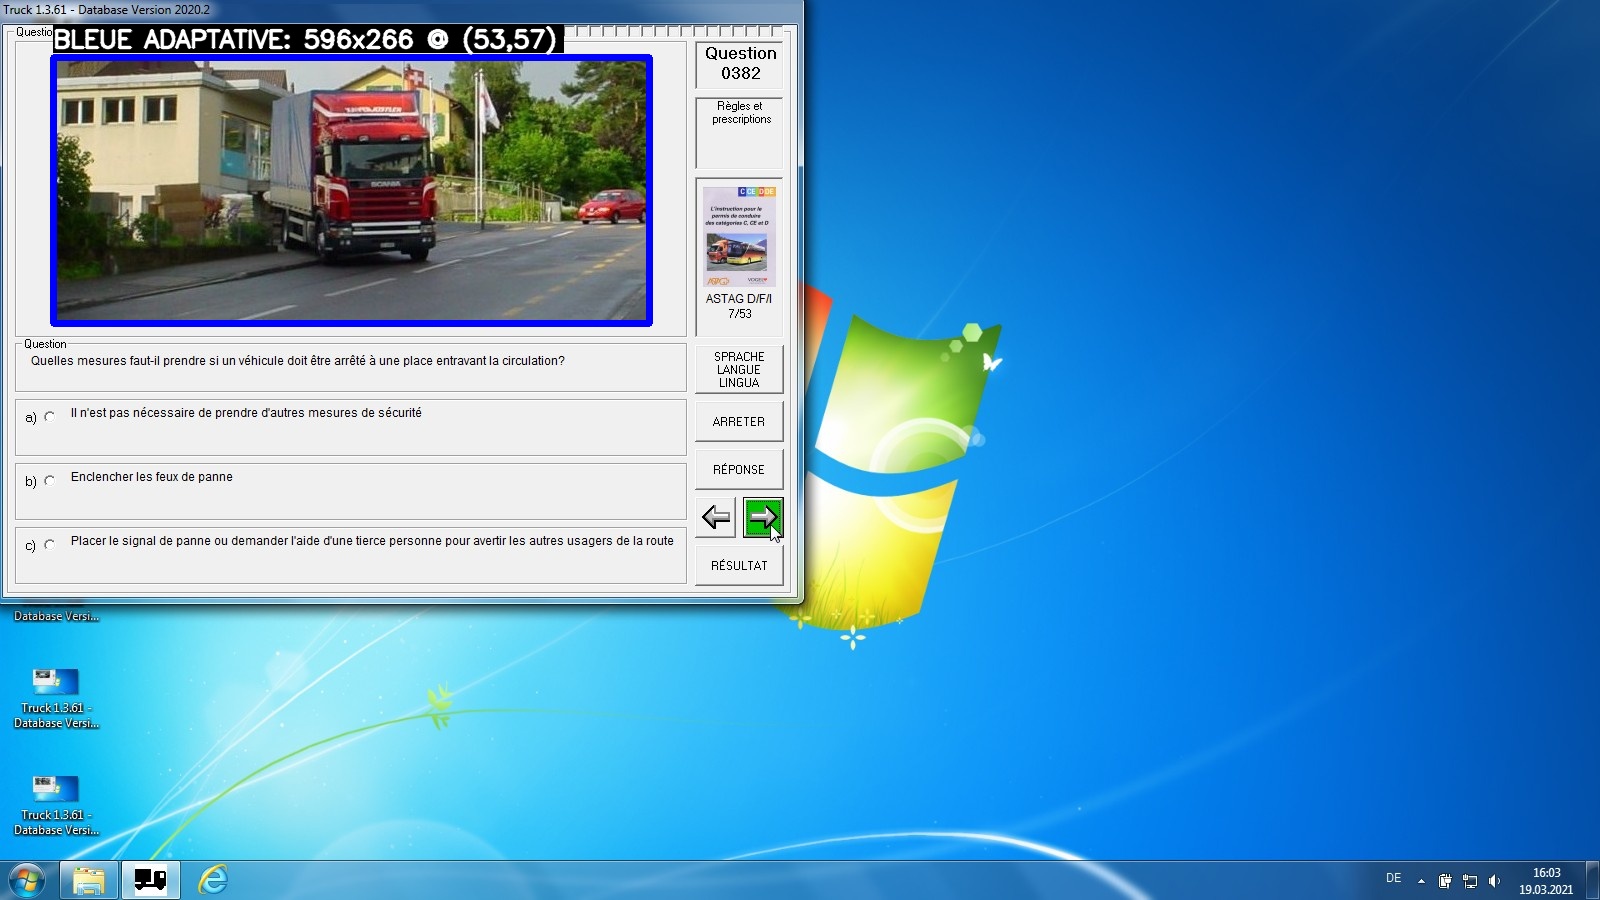 Truck 1.3.61 - Database Version 2020.2
BLEUE ADAPTATIVE: 596x266 @ (53,57)
SCANIA
Question
0382
Règles et
prescriptions
C CE D DE
L'instruction pour le
permis de conduire
des catégories C, CE et D
ASTAG D/F/I
7/53
Question
Quelles mesures faut-il prendre si un véhicule doit être arrêté à une place entravant la circulation?
a) Il n'est pas nécessaire de prendre d'autres mesures de sécurité
b) Enclencher les feux de panne
c) Placer le signal de panne ou demander l'aide d'une tierce personne pour avertir les autres usagers de la route
SPRACHE
LANGUE
LINGUA
ARRETER
RÉPONSE
RÉSULTAT
Database Versi...
Truck 1.3.61 -
Database Versi...
Truck 1.3.61 -
Database Versi...
DE
16:03
19.03.2021